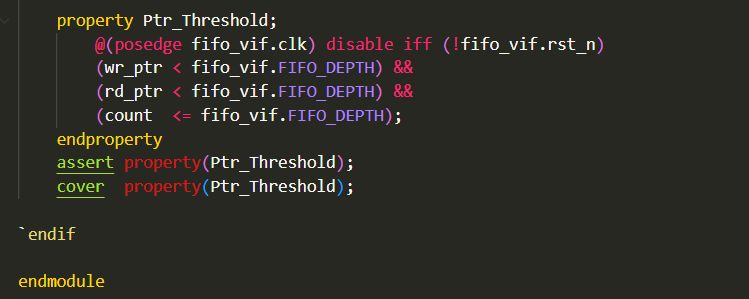 property Ptr_Threshold;
@(posedge fifo_vif.clk) disable iff (!fifo_vif.rst_n)
(wr_ptr < fifo_vif.FIFO_DEPTH) &&
(rd_ptr < fifo_vif.FIFO_DEPTH) &&
(count  <= fifo_vif.FIFO_DEPTH);
endproperty
assert property(Ptr_Threshold);
cover  property(Ptr_Threshold);
`endif
endmodule